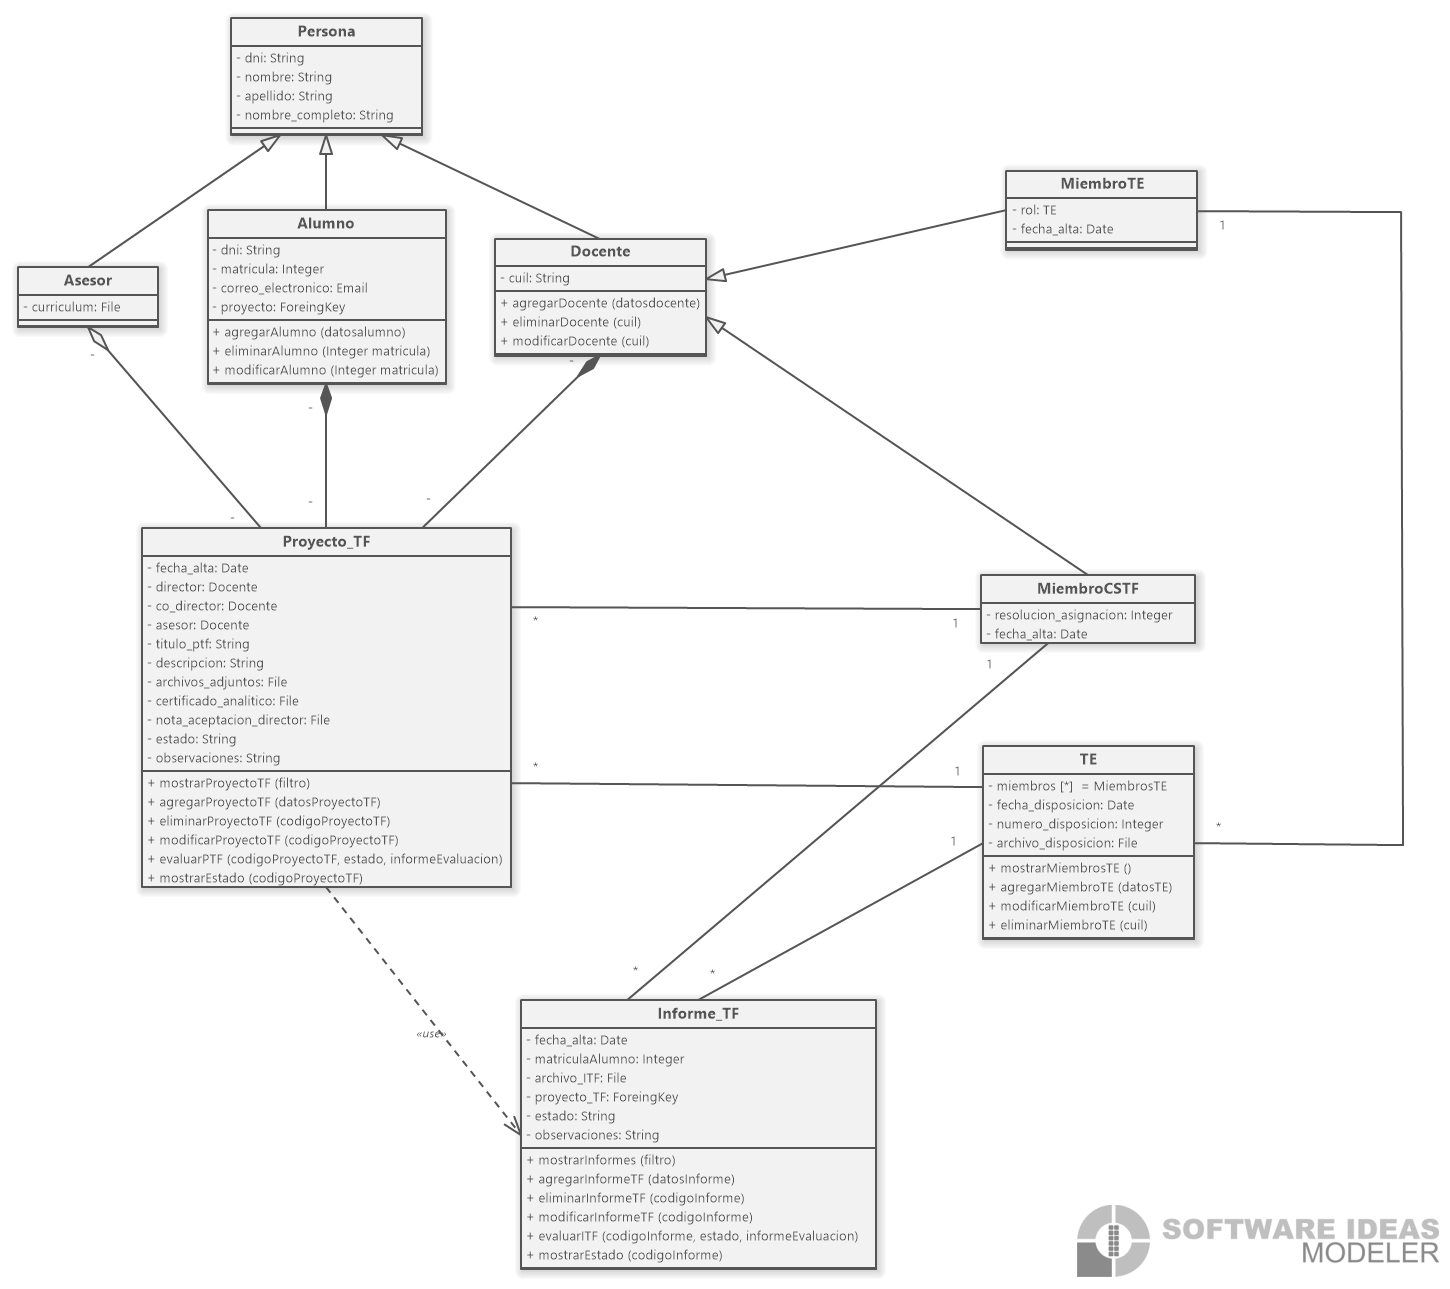 Persona
- dni: String
- nombre: String
- apellido: String
- nombre_completo: String
MiembroTE
- rol: TE
- fecha_alta: Date
1
Alumno
- dni: String
- matricula: Integer
- correo_electronico: Email
- proyecto: ForeingKey
+ agregarAlumno (datosalumno)
+ eliminarAlumno (Integer matricula)
+ modificarAlumno (Integer matricula)
Docente
- cuil: String
+ agregarDocente (datosdocente)
+ eliminarDocente (cuil)
+ modificarDocente (cuil)
Asesor
- curriculum: File
-
-
-
-
-
-
Proyecto_TF
- fecha_alta: Date
- director: Docente
- co_director: Docente
- asesor: Docente
- titulo_ptf: String
- descripcion: String
- archivos_adjuntos: File
- certificado_analitico: File
- nota_aceptacion_director: File
- estado: String
- observaciones: String
+ mostrarProyectoTF (filtro)
+ agregarProyectoTF (datosProyectoTF)
+ eliminarProyectoTF (codigoProyectoTF)
+ modificarProyectoTF (codigoProyectoTF)
+ evaluarPTF (codigoProyectoTF, estado, informeEvaluacion)
+ mostrarEstado (codigoProyectoTF)
*
1
MiembroCSTF
- resolucion_asignacion: Integer
- fecha_alta: Date
1
*
1
TE
- miembros [*] = MiembrosTE
- fecha_disposicion: Date
- numero_disposicion: Integer
- archivo_disposicion: File
+ mostrarMiembrosTE ()
+ agregarMiembroTE (datosTE)
+ modificarMiembroTE (cuil)
+ eliminarMiembroTE (cuil)
*
1
*
*
«use»
Informe_TF
- fecha_alta: Date
- matriculaAlumno: Integer
- archivo_ITF: File
- proyecto_TF: ForeingKey
- estado: String
- observaciones: String
+ mostrarInformes (filtro)
+ agregarInformeTF (datosInforme)
+ eliminarInformeTF (codigoInforme)
+ modificarInformeTF (codigoInforme)
+ evaluarITF (codigoInforme, estado, informeEvaluacion)
+ mostrarEstado (codigoInforme)
SOFTWARE IDEAS
MODELER